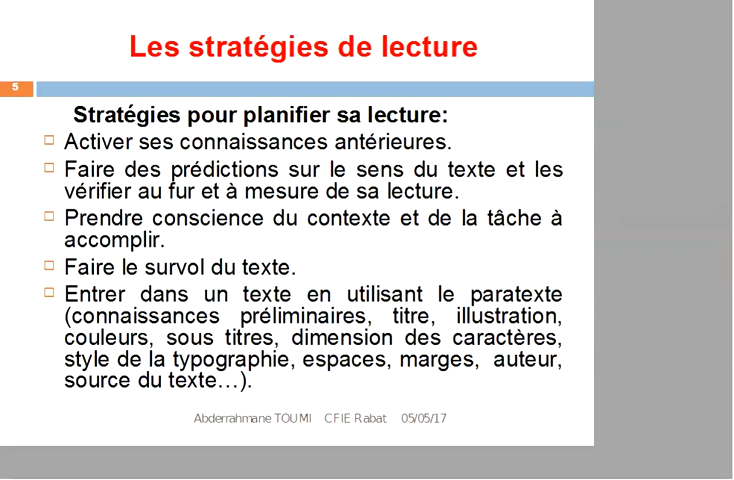 Les stratégies de lecture
5
Stratégies pour planifier sa lecture:
Activer ses connaissances antérieures.
Faire des prédictions sur le sens du texte et les
vérifier au fur et à mesure de sa lecture.
Prendre conscience du contexte et de la tâche à
accomplir.
Faire le survol du texte.
Entrer dans un texte en utilisant le paratexte
(connaissances préliminaires, titre, illustration,
couleurs, sous titres, dimension des caractères,
style de la typographie, espaces, marges, auteur,
source du texte…).
Abderrahmane TOUMI CFIE Rabat 05/05/17